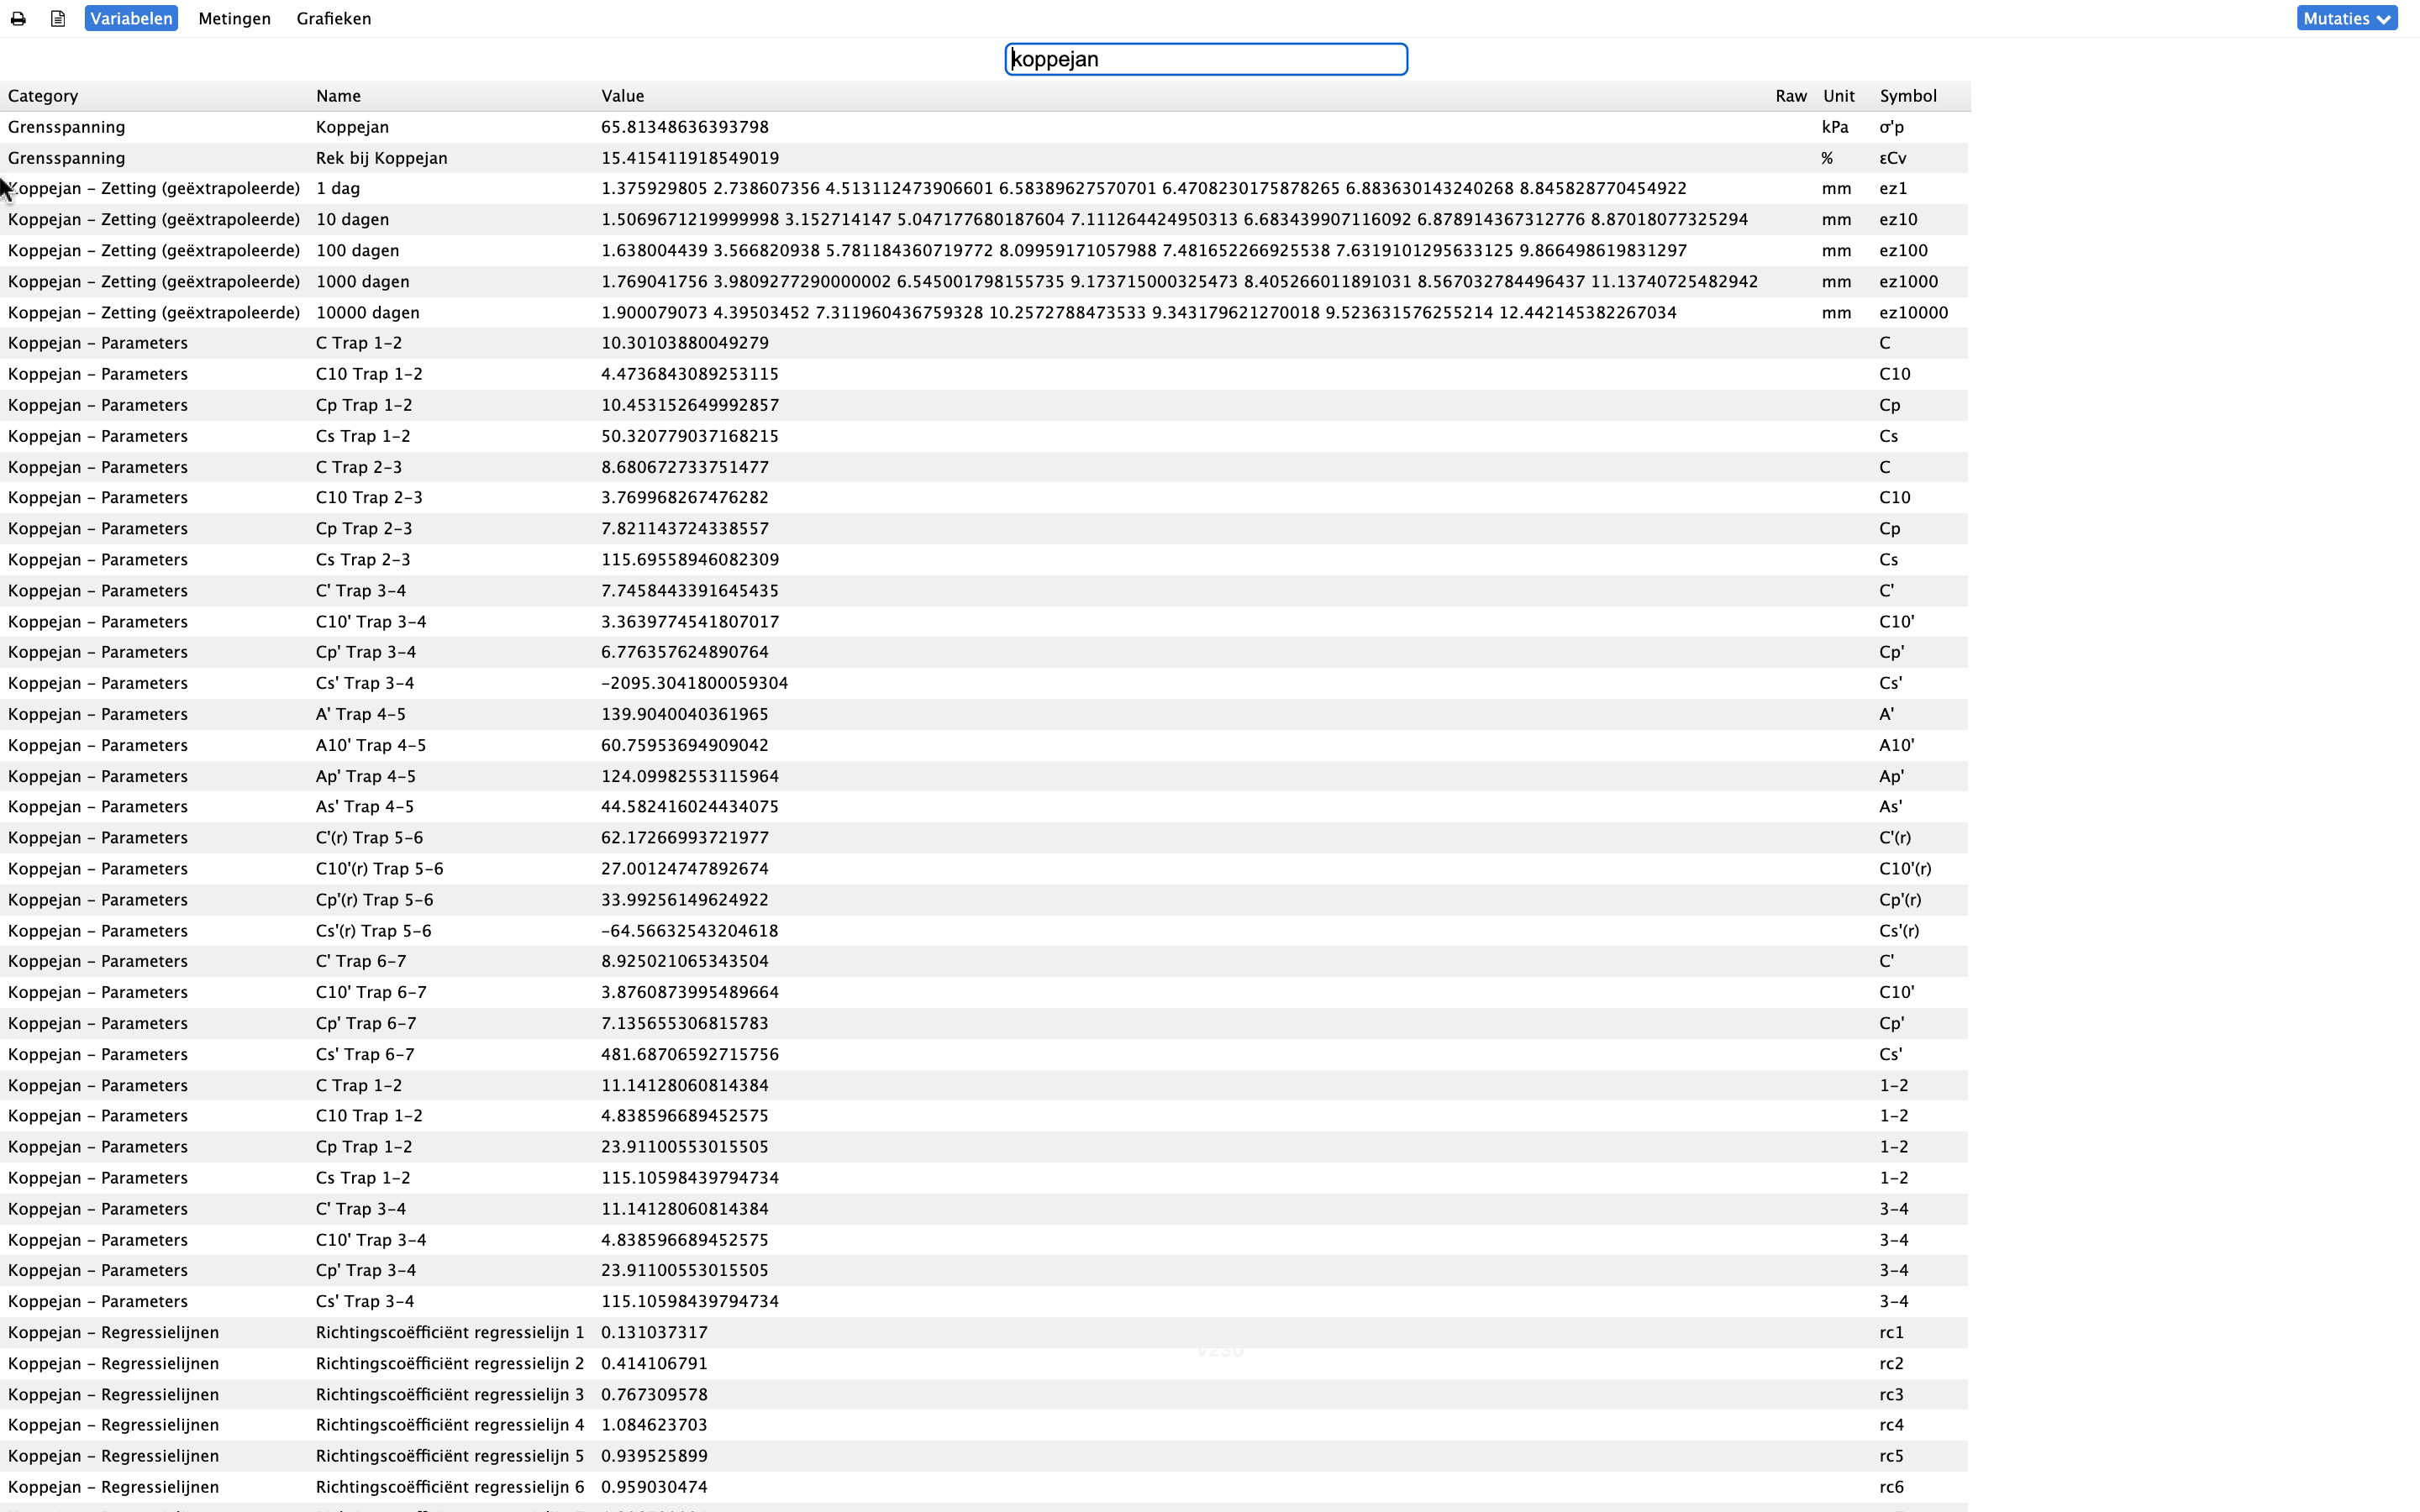 Variabelen Metingen Grafieken Mutaties
koppejan
Category Name Value Raw Unit Symbol
Grensspanning Koppejan 65.81348636393798 kPa σ'p
Grensspanning Rek bij Koppejan 15.415411918549019 % εCv
Koppejan – Zetting (geëxtrapoleerde) 1 dag 1.375929805 2.738607356 4.513112473906601 6.58389627570701 6.4708230175878265 6.883630143240268 8.845828770454922 mm ez1
Koppejan – Zetting (geëxtrapoleerde) 10 dagen 1.5069671219999998 3.152714147 5.047177680187604 7.111264424950313 6.683439907116092 6.878914367312776 8.87018077325294 mm ez10
Koppejan – Zetting (geëxtrapoleerde) 100 dagen 1.638004439 3.566820938 5.781184360719772 8.09959171057988 7.481652266925538 7.6319101295633125 9.866498619831297 mm ez100
Koppejan – Zetting (geëxtrapoleerde) 1000 dagen 1.769041756 3.9809277290000002 6.545001798155735 9.173715000325473 8.405266011891031 8.567032784496437 11.13740725482942 mm ez1000
Koppejan – Zetting (geëxtrapoleerde) 10000 dagen 1.900079073 4.39503452 7.311960436759328 10.2572788473533 9.343179621270018 9.523631576255214 12.442145382267034 mm ez10000
Koppejan – Parameters C Trap 1–2 10.30103880049279 C
Koppejan – Parameters C10 Trap 1–2 4.4736843089253115 C10
Koppejan – Parameters Cp Trap 1–2 10.453152649992857 Cp
Koppejan – Parameters Cs Trap 1–2 50.320779037168215 Cs
Koppejan – Parameters C Trap 2–3 8.680672733751477 C
Koppejan – Parameters C10 Trap 2–3 3.769968267476282 C10
Koppejan – Parameters Cp Trap 2–3 7.821143724338557 Cp
Koppejan – Parameters Cs Trap 2–3 115.69558946082309 Cs
Koppejan – Parameters C' Trap 3–4 7.7458443391645435 C'
Koppejan – Parameters C10' Trap 3–4 3.3639774541807017 C10'
Koppejan – Parameters Cp' Trap 3–4 6.776357624890764 Cp'
Koppejan – Parameters Cs' Trap 3–4 –2095.3041800059304 Cs'
Koppejan – Parameters A' Trap 4–5 139.9040040361965 A'
Koppejan – Parameters A10' Trap 4–5 60.75953694909042 A10'
Koppejan – Parameters Ap' Trap 4–5 124.09982553115964 Ap'
Koppejan – Parameters As' Trap 4–5 44.582416024434075 As'
Koppejan – Parameters C'(r) Trap 5–6 62.17266993721977 C'(r)
Koppejan – Parameters C10'(r) Trap 5–6 27.00124747892674 C10'(r)
Koppejan – Parameters Cp'(r) Trap 5–6 33.99256149624922 Cp'(r)
Koppejan – Parameters Cs'(r) Trap 5–6 –64.56632543204618 Cs'(r)
Koppejan – Parameters C' Trap 6–7 8.925021065343504 C'
Koppejan – Parameters C10' Trap 6–7 3.8760873995489664 C10'
Koppejan – Parameters Cp' Trap 6–7 7.135655306815783 Cp'
Koppejan – Parameters Cs' Trap 6–7 481.68706592715756 Cs'
Koppejan – Parameters C Trap 1–2 11.14128060814384 1–2
Koppejan – Parameters C10 Trap 1–2 4.838596689452575 1–2
Koppejan – Parameters Cp Trap 1–2 23.91100553015505 1–2
Koppejan – Parameters Cs Trap 1–2 115.10598439794734 1–2
Koppejan – Parameters C' Trap 3–4 11.14128060814384 3–4
Koppejan – Parameters C10' Trap 3–4 4.838596689452575 3–4
Koppejan – Parameters Cp' Trap 3–4 23.91100553015505 3–4
Koppejan – Parameters Cs' Trap 3–4 115.10598439794734 3–4
Koppejan – Regressielijnen Richtingscoëfficiënt regressielijn 1 0.131037317 rc1
Koppejan – Regressielijnen Richtingscoëfficiënt regressielijn 2 0.414106791 rc2
Koppejan – Regressielijnen Richtingscoëfficiënt regressielijn 3 0.767309578 rc3
Koppejan – Regressielijnen Richtingscoëfficiënt regressielijn 4 1.084623703 rc4
Koppejan – Regressielijnen Richtingscoëfficiënt regressielijn 5 0.939525899 rc5
Koppejan – Regressielijnen Richtingscoëfficiënt regressielijn 6 0.959030474 rc6